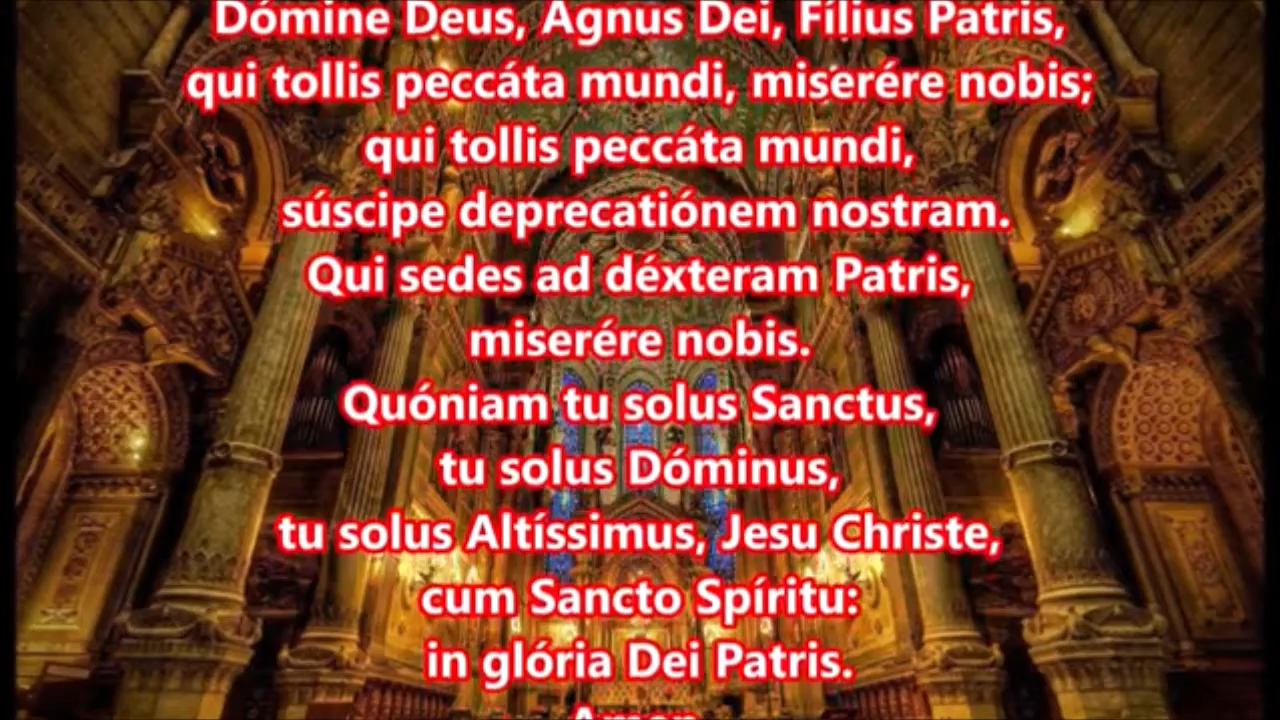 Dómine Deus, Agnus Dei, Fílius Patris,
qui tollis peccáta mundi, miserére nobis;
qui tollis peccáta mundi,
súscipe deprecatiónem nostram.
Qui sedes ad déxteram Patris,
miserére nobis.
Quóniam tu solus Sanctus,
tu solus Dóminus,
tu solus Altíssimus, Jesu Christe,
cum Sancto Spíritu:
in glória Dei Patris.
Amen.